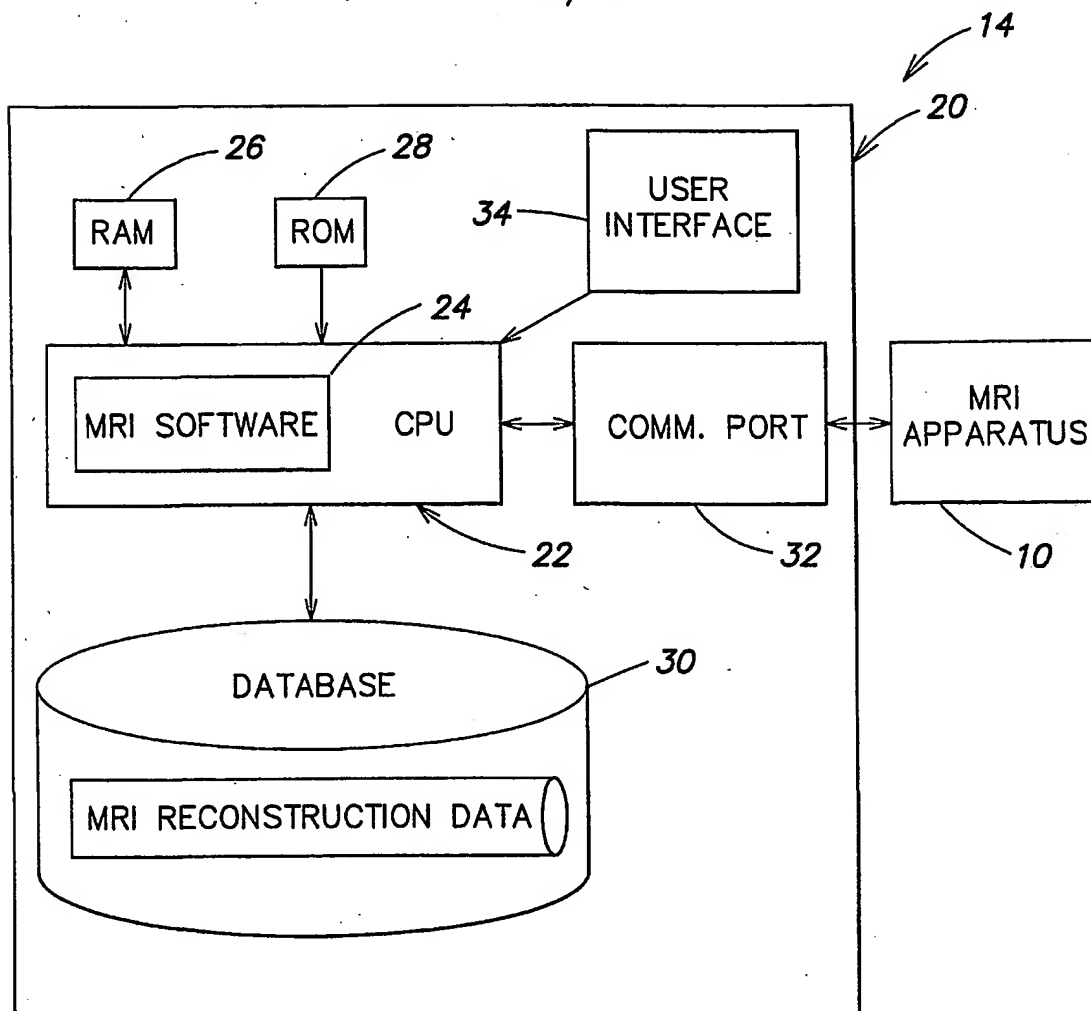 14
20
26
28
RAM
ROM
34
USER
INTERFACE
24
MRI SOFTWARE
CPU
COMM. PORT
MRI
APPARATUS
22
32
10
DATABASE
30
MRI RECONSTRUCTION DATA